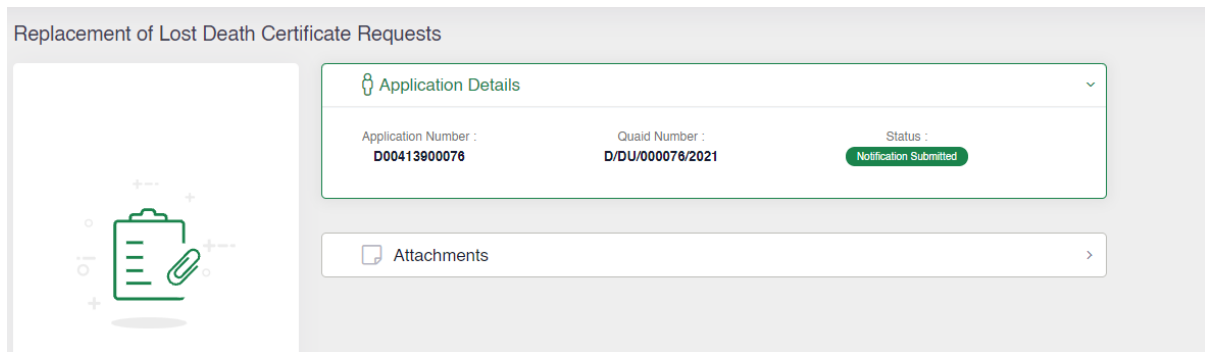 Replacement of Lost Death Certificate Requests
Application Details
Application Number :
D00413900076
Quaid Number :
D/DU/000076/2021
Status :
Notification Submitted
Attachments